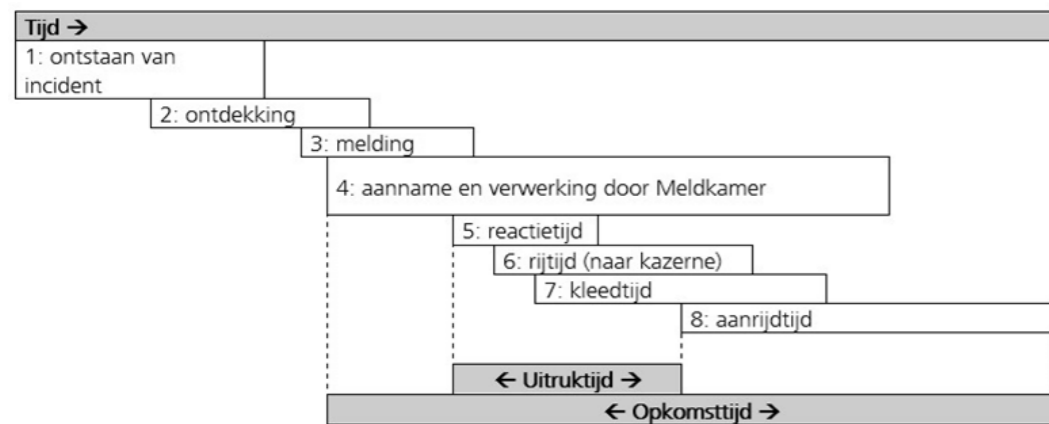 Tijd →
1: ontstaan van
incident
2: ontdekking
3: melding
4: aanname en verwerking door Meldkamer
5: reactietijd
6: rijtijd (naar kazerne)
7: kleedtijd
8: aanrijdtijd
← Uitruktijd →
← Opkomsttijd →